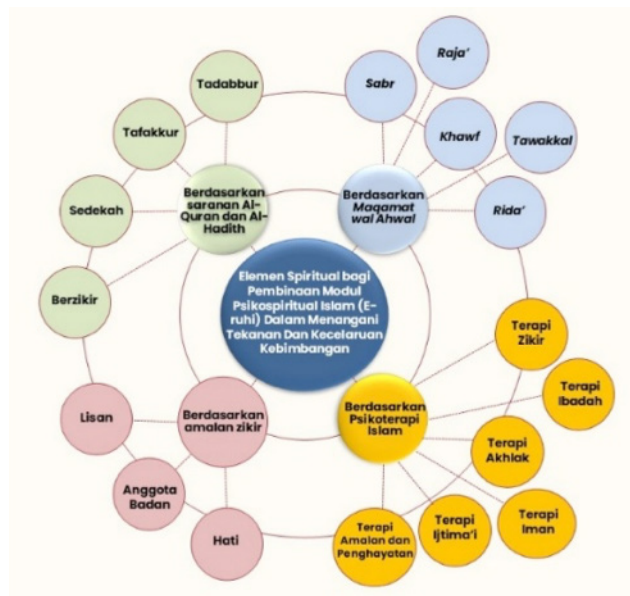 Elemen Spiritual bagi
Pembinaan Modul
Psikospiritual Islam (E-
ruhi) Dalam Menangani
Tekanan Dan Kecelaruan
Kebimbangan
Berdasarkan
saranan Al-
Quran dan Al-
Hadith
Tadabbur
Tafakkur
Sedekah
Berzikir
Berdasarkan
Maqamat
wal Ahwal
Sabr
Raja'
Khawf
Tawakkal
Rida'
Berdasarkan
Psikoterapi
Islam
Terapi
Zikir
Terapi
Ibadah
Terapi
Akhlak
Terapi
Iman
Terapi
Ijtima'i
Terapi
Amalan dan
Penghayatan
Berdasarkan
amalan zikir
Lisan
Anggota
Badan
Hati